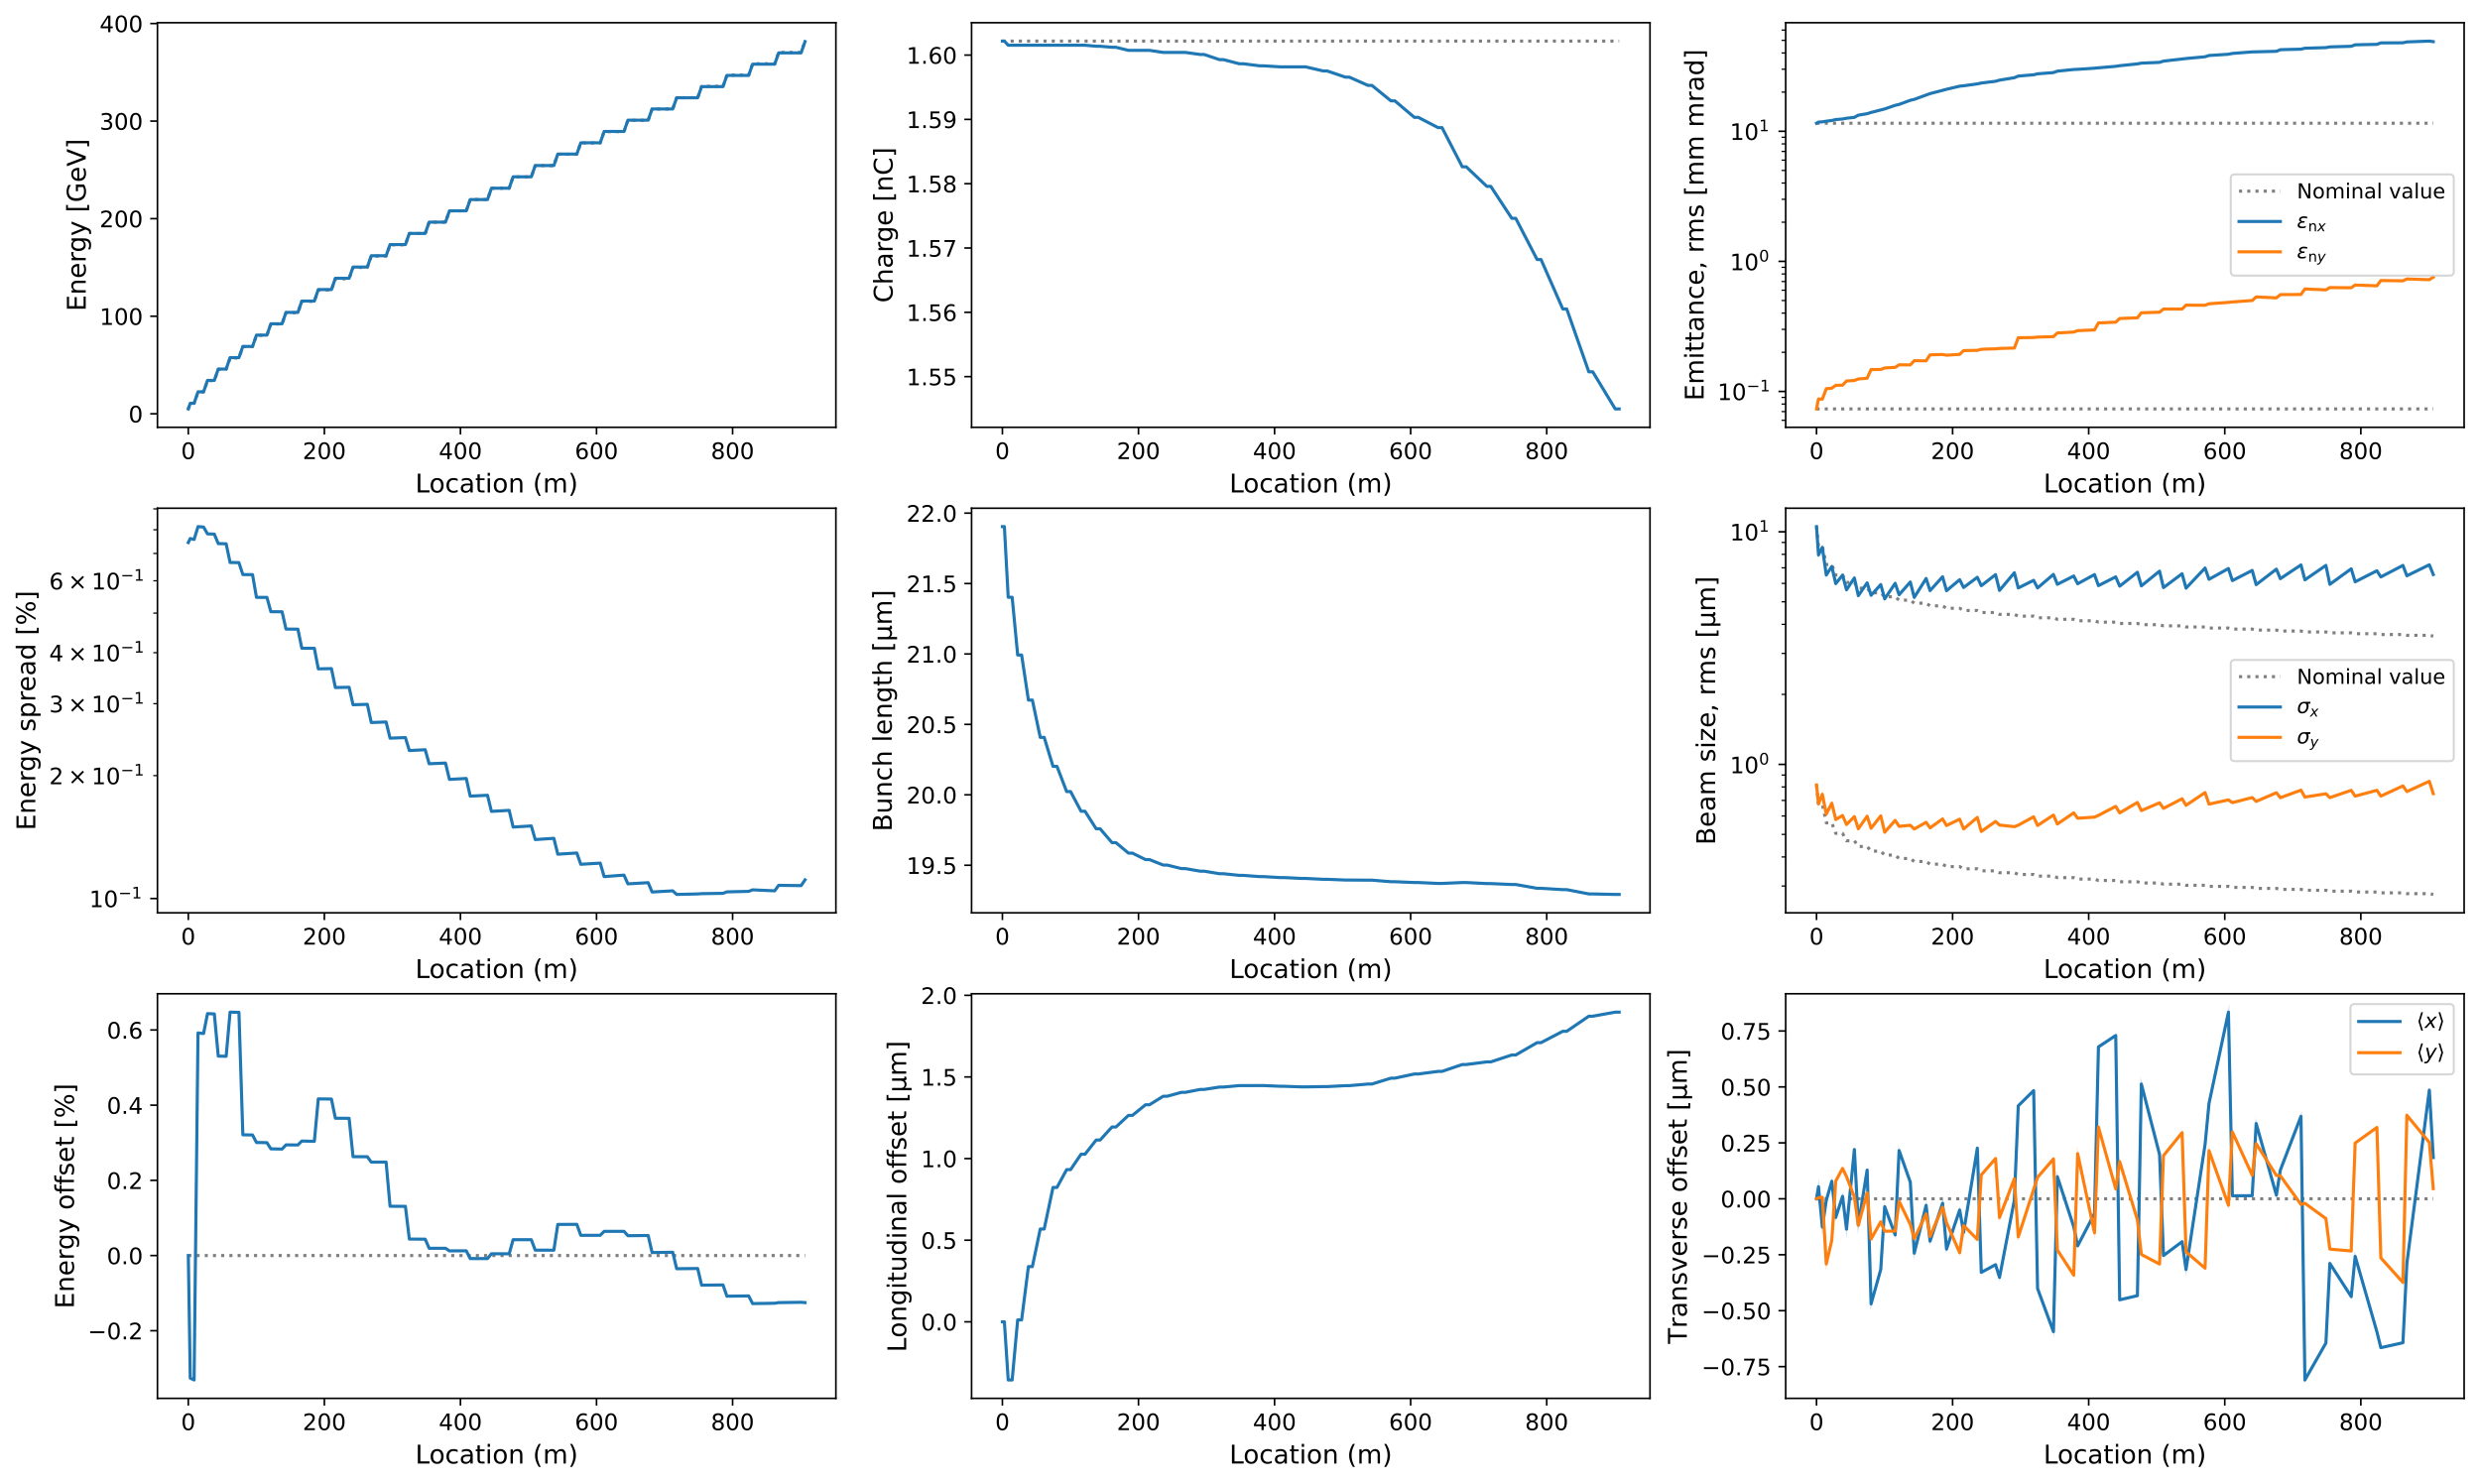 400
300
200
100
0
Energy [GeV]
0 200 400 600 800
Location (m)
1.60
1.59
1.58
1.57
1.56
1.55
Charge [nC]
0 200 400 600 800
Location (m)
10¹
10⁰
10⁻¹
Emittance, rms [mm mrad]
Nominal value
εnx
εny
0 200 400 600 800
Location (m)
6 × 10⁻¹
4 × 10⁻¹
3 × 10⁻¹
2 × 10⁻¹
10⁻¹
Energy spread [%]
0 200 400 600 800
Location (m)
22.0
21.5
21.0
20.5
20.0
19.5
Bunch length [µm]
0 200 400 600 800
Location (m)
10¹
10⁰
Beam size, rms [µm]
Nominal value
σx
σy
0 200 400 600 800
Location (m)
0.6
0.4
0.2
0.0
−0.2
Energy offset [%]
0 200 400 600 800
Location (m)
2.0
1.5
1.0
0.5
0.0
Longitudinal offset [µm]
0 200 400 600 800
Location (m)
0.75
0.50
0.25
0.00
−0.25
−0.50
−0.75
Transverse offset [µm]
⟨x⟩
⟨y⟩
0 200 400 600 800
Location (m)